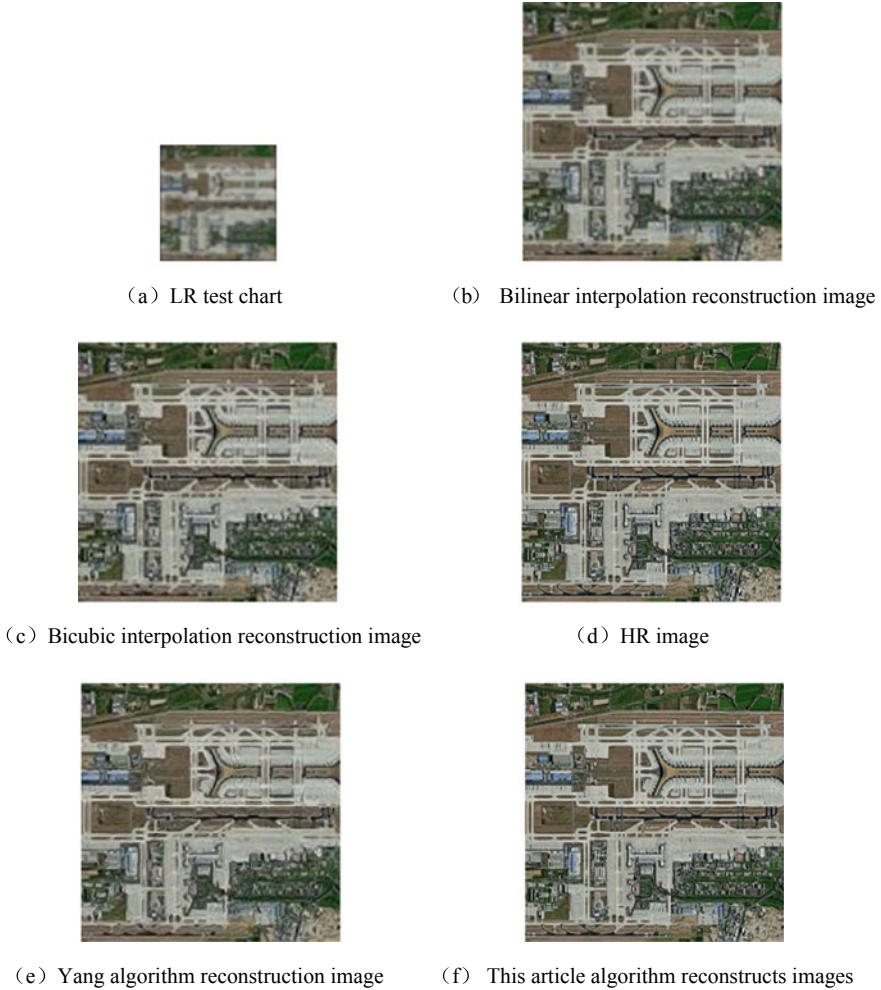 （a）LR test chart
（b） Bilinear interpolation reconstruction image
（c）Bicubic interpolation reconstruction image
（d）HR image
（e）Yang algorithm reconstruction image
（f） This article algorithm reconstructs images